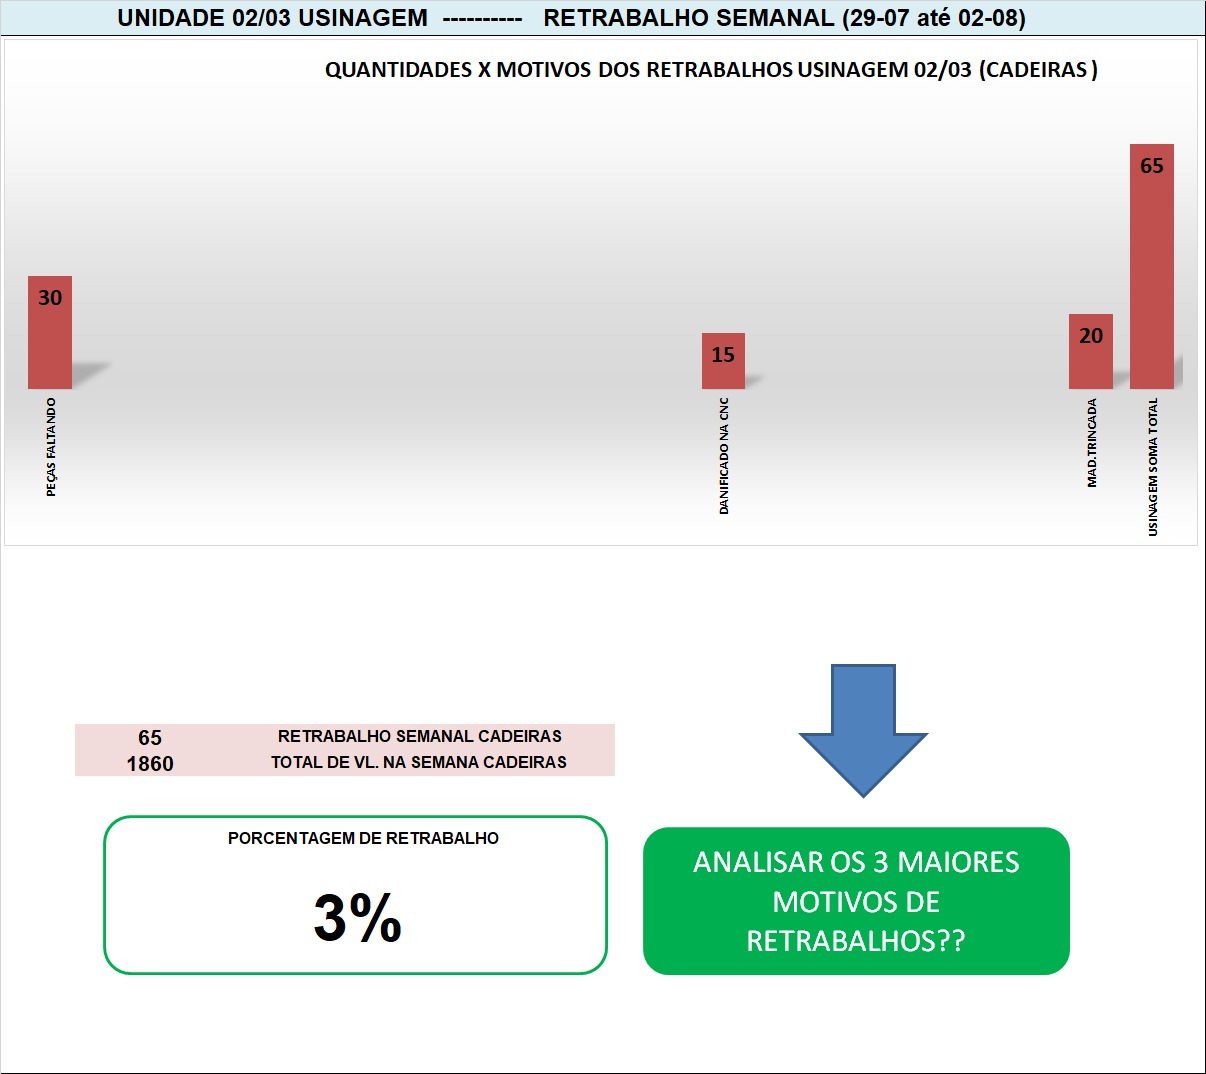 UNIDADE 02/03 USINAGEM ---------- RETRABALHO SEMANAL (29-07 até 02-08)
QUANTIDADES X MOTIVOS DOS RETRABALHOS USINAGEM 02/03 (CADEIRAS )
30
15
20
65
PEÇAS FALTANDO
DANIFICADO NA CNC
MAD.TRINCADA
USINAGEM SOMA TOTAL
65 RETRABALHO SEMANAL CADEIRAS
1860 TOTAL DE VL. NA SEMANA CADEIRAS
PORCENTAGEM DE RETRABALHO
3%
ANALISAR OS 3 MAIORES
MOTIVOS DE
RETRABALHOS??